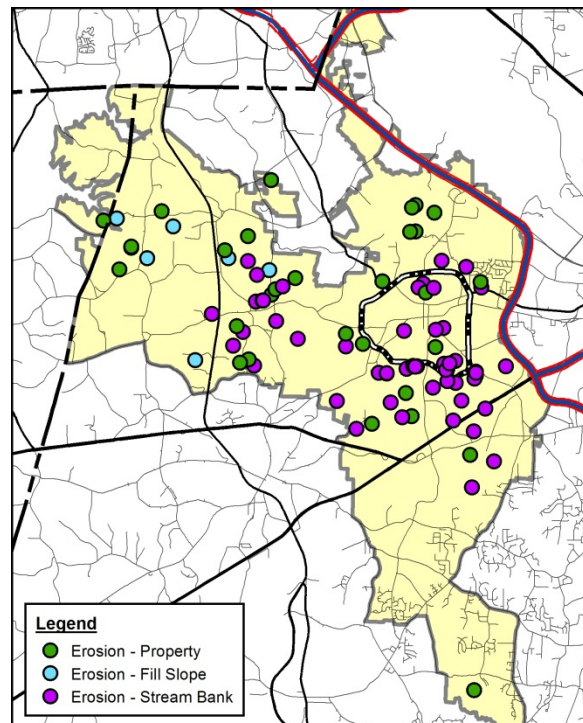 Legend
Erosion - Property
Erosion - Fill Slope
Erosion - Stream Bank